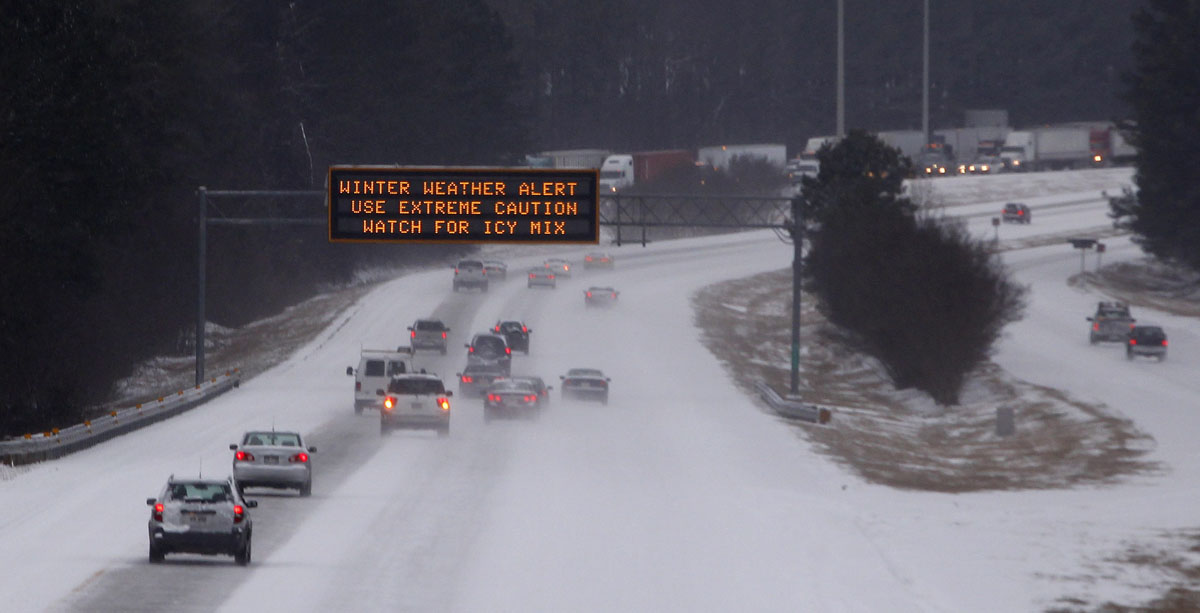 WINTER WEATHER ALERT
USE EXTREME CAUTION
WATCH FOR ICY MIX